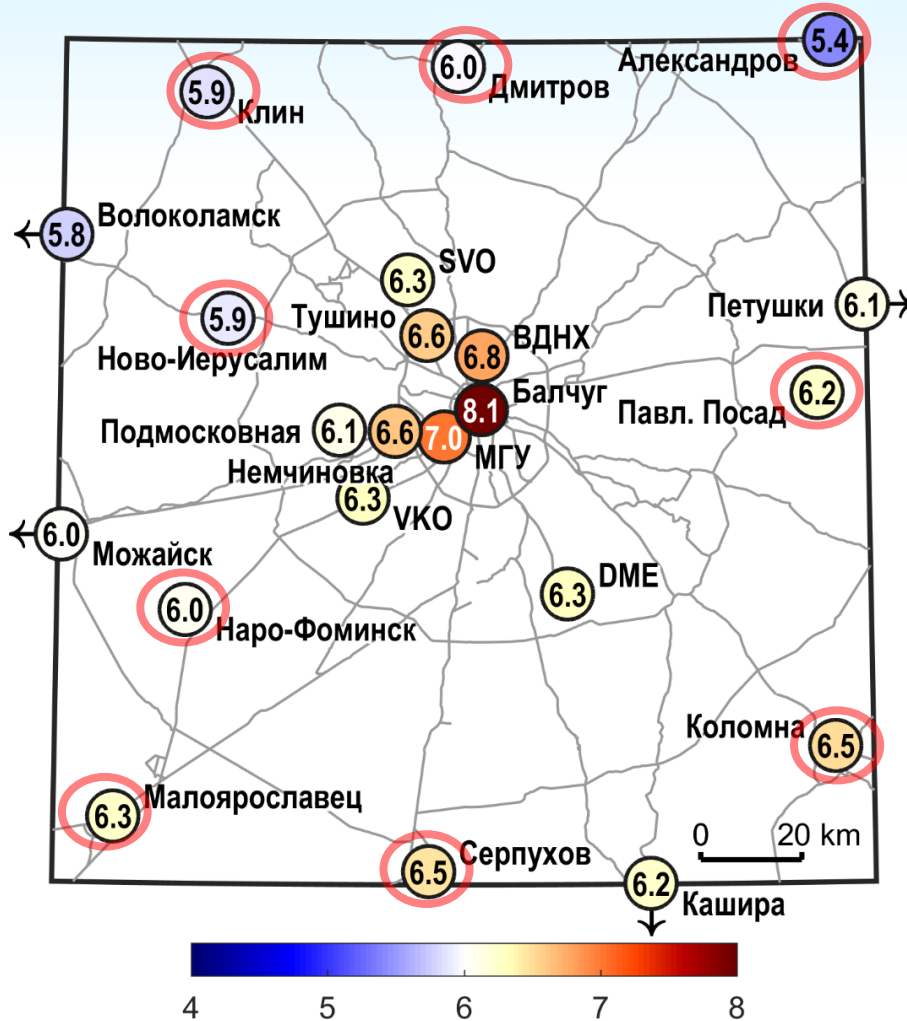 5.4
Александров
6.0
Дмитров
5.9
Клин
5.8
Волоколамск
6.3
SVO
6.1
Петушки
5.9
Ново-Иерусалим
6.6
Тушино
6.8
ВДНХ
6.2
Павл. Посад
8.1
Балчуг
6.1
Подмосковная
6.6
Немчиновка
7.0
МГУ
6.3
VKO
6.0
Можайск
6.3
DME
6.0
Наро-Фоминск
6.5
Коломна
6.3
Малоярославец
6.5
Серпухов
0 20 km
6.2
Кашира
4 5 6 7 8